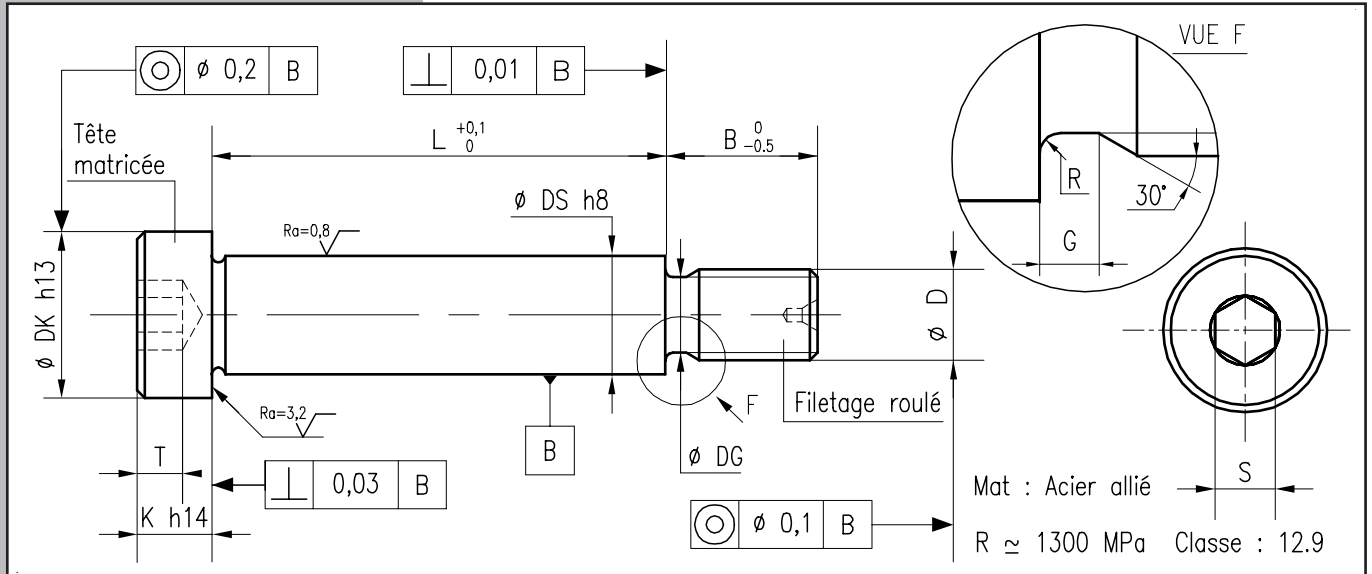 ⌾ ø 0,2 B
⊥ 0,01 B
VUE F
Tête
matricée
L +0,1 0
B 0 -0.5
ø DS h8
Ra=0,8
R
30°
G
ø DK h13
ø D
Ra=3,2
F
Filetage roulé
B
ø DG
T
⊥ 0,03 B
K h14
⌾ ø 0,1 B
S
Mat : Acier allié
R ≃ 1300 MPa Classe : 12.9